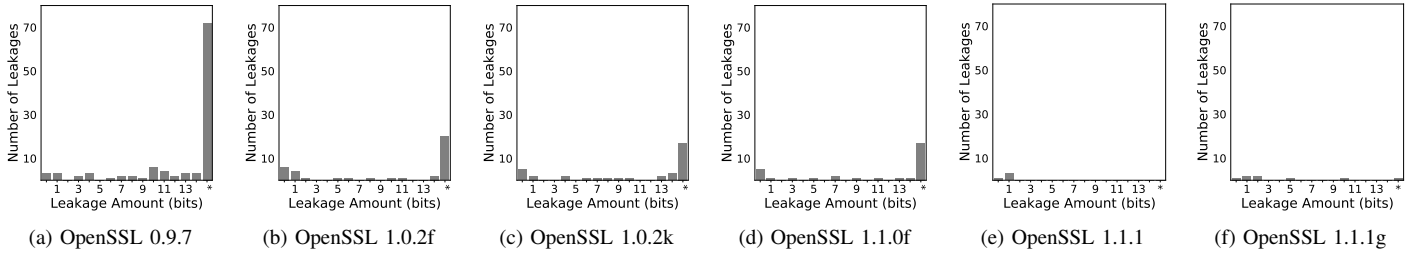 Number of Leakages
70
50
30
10
1 3 5 7 9 11 13 *
Leakage Amount (bits)
(a) OpenSSL 0.9.7
Number of Leakages
70
50
30
10
1 3 5 7 9 11 13 *
Leakage Amount (bits)
(b) OpenSSL 1.0.2f
Number of Leakages
70
50
30
10
1 3 5 7 9 11 13 *
Leakage Amount (bits)
(c) OpenSSL 1.0.2k
Number of Leakages
70
50
30
10
1 3 5 7 9 11 13 *
Leakage Amount (bits)
(d) OpenSSL 1.1.0f
Number of Leakages
70
50
30
10
1 3 5 7 9 11 13 *
Leakage Amount (bits)
(e) OpenSSL 1.1.1
Number of Leakages
70
50
30
10
1 3 5 7 9 11 13 *
Leakage Amount (bits)
(f) OpenSSL 1.1.1g